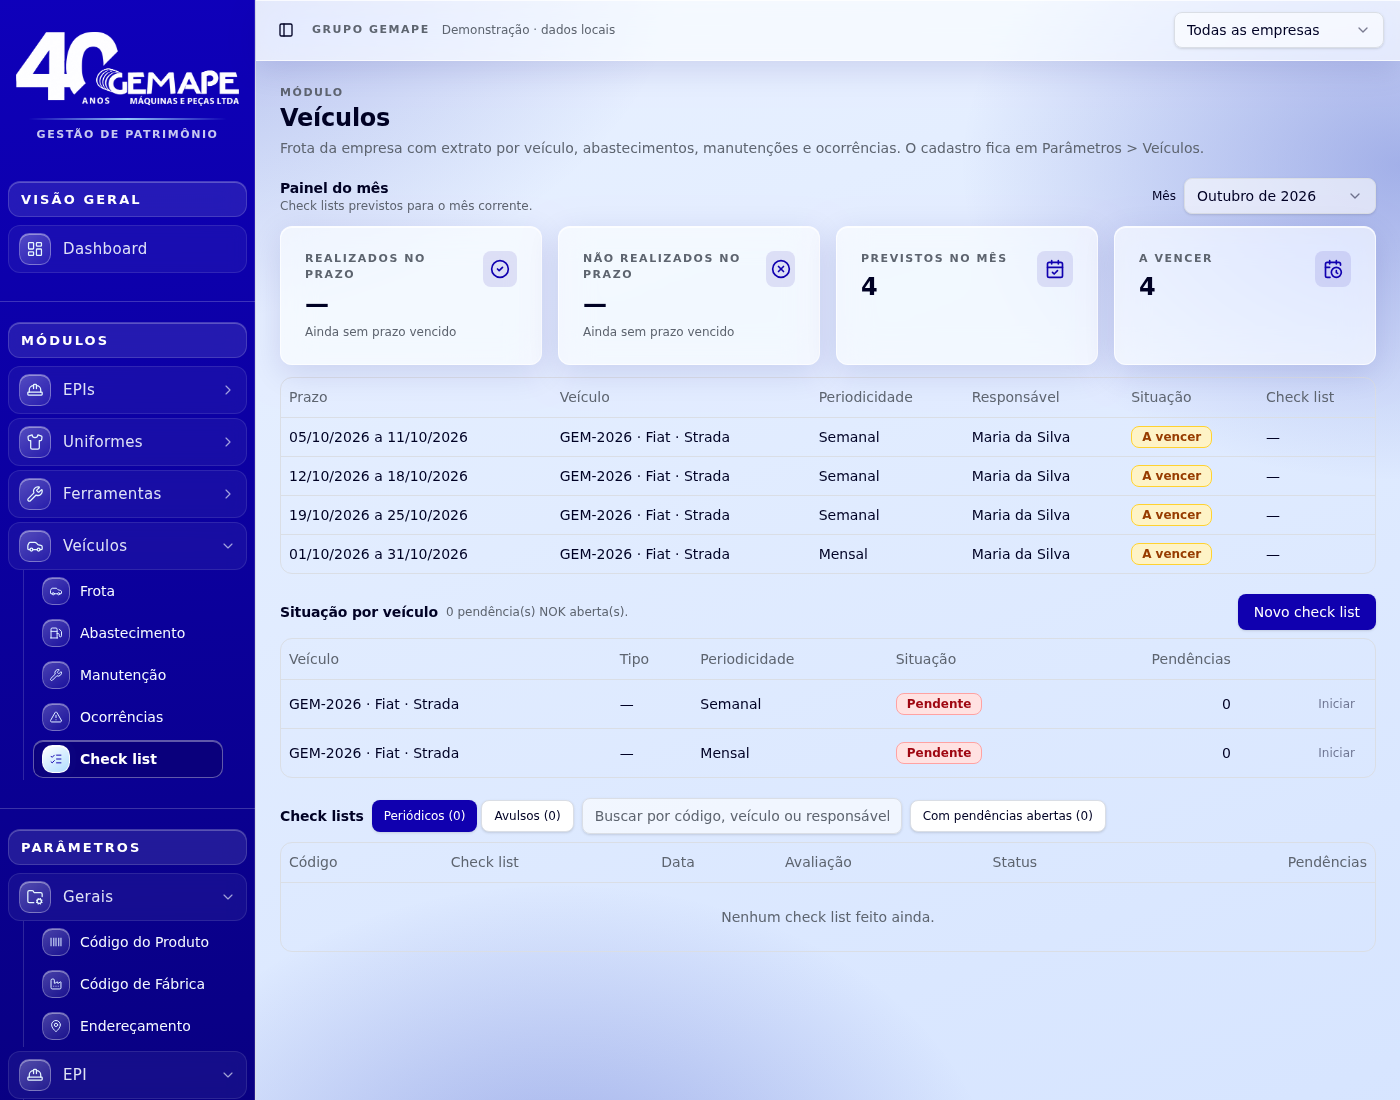 40 ANOS GEMAPE
MÁQUINAS E PEÇAS LTDA
GESTÃO DE PATRIMÔNIO
VISÃO GERAL
Dashboard
MÓDULOS
EPIs
Uniformes
Ferramentas
Veículos
Frota
Abastecimento
Manutenção
Ocorrências
Check list
PARÂMETROS
Gerais
Código do Produto
Código de Fábrica
Endereçamento
EPI
GRUPO GEMAPE Demonstração · dados locais Todas as empresas
MÓDULO
Veículos
Frota da empresa com extrato por veículo, abastecimentos, manutenções e ocorrências. O cadastro fica em Parâmetros > Veículos.
Painel do mês
Check lists previstos para o mês corrente.
Mês Outubro de 2026
REALIZADOS NO
PRAZO
—
Ainda sem prazo vencido
NÃO REALIZADOS NO
PRAZO
—
Ainda sem prazo vencido
PREVISTOS NO MÊS
4
A VENCER
4
Prazo Veículo Periodicidade Responsável Situação Check list
05/10/2026 a 11/10/2026 GEM-2026 · Fiat · Strada Semanal Maria da Silva A vencer —
12/10/2026 a 18/10/2026 GEM-2026 · Fiat · Strada Semanal Maria da Silva A vencer —
19/10/2026 a 25/10/2026 GEM-2026 · Fiat · Strada Semanal Maria da Silva A vencer —
01/10/2026 a 31/10/2026 GEM-2026 · Fiat · Strada Mensal Maria da Silva A vencer —
Situação por veículo 0 pendência(s) NOK aberta(s). Novo check list
Veículo Tipo Periodicidade Situação Pendências
GEM-2026 · Fiat · Strada — Semanal Pendente 0 Iniciar
GEM-2026 · Fiat · Strada — Mensal Pendente 0 Iniciar
Check lists Periódicos (0) Avulsos (0) Buscar por código, veículo ou responsável Com pendências abertas (0)
Código Check list Data Avaliação Status Pendências
Nenhum check list feito ainda.